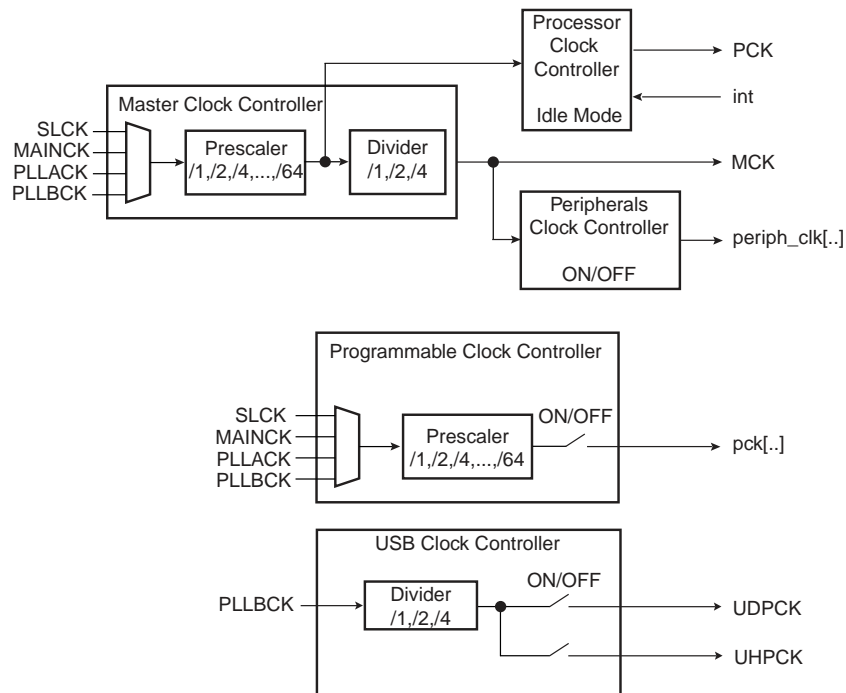 Processor
Clock
Controller
Idle Mode
PCK
int
Master Clock Controller
SLCK
MAINCK
PLLACK
PLLBCK
Prescaler
/1,/2,/4,...,/64
Divider
/1,/2,/4
MCK
Peripherals
Clock Controller
ON/OFF
periph_clk[..]
Programmable Clock Controller
SLCK
MAINCK
PLLACK
PLLBCK
Prescaler
/1,/2,/4,...,/64
ON/OFF
pck[..]
USB Clock Controller
PLLBCK
Divider
/1,/2,/4
ON/OFF
UDPCK
UHPCK